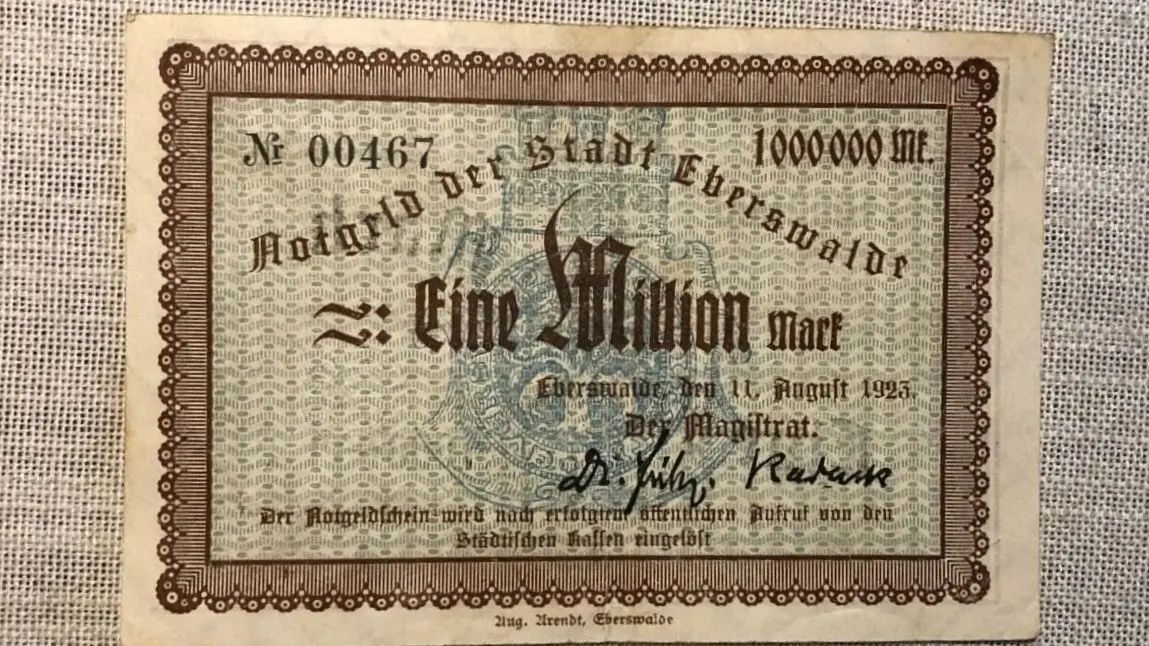 № 00467
1000000 Mk.
Notgeld der Stadt Eberswalde
Eine Million Mark
Eberswalde, den 11. August 1923.
Der Magistrat.
Der Notgeldschein wird nach erfolgtem öffentlichen Aufruf von den
Städtischen Kassen eingelöst
Aug. Arendt, Eberswalde